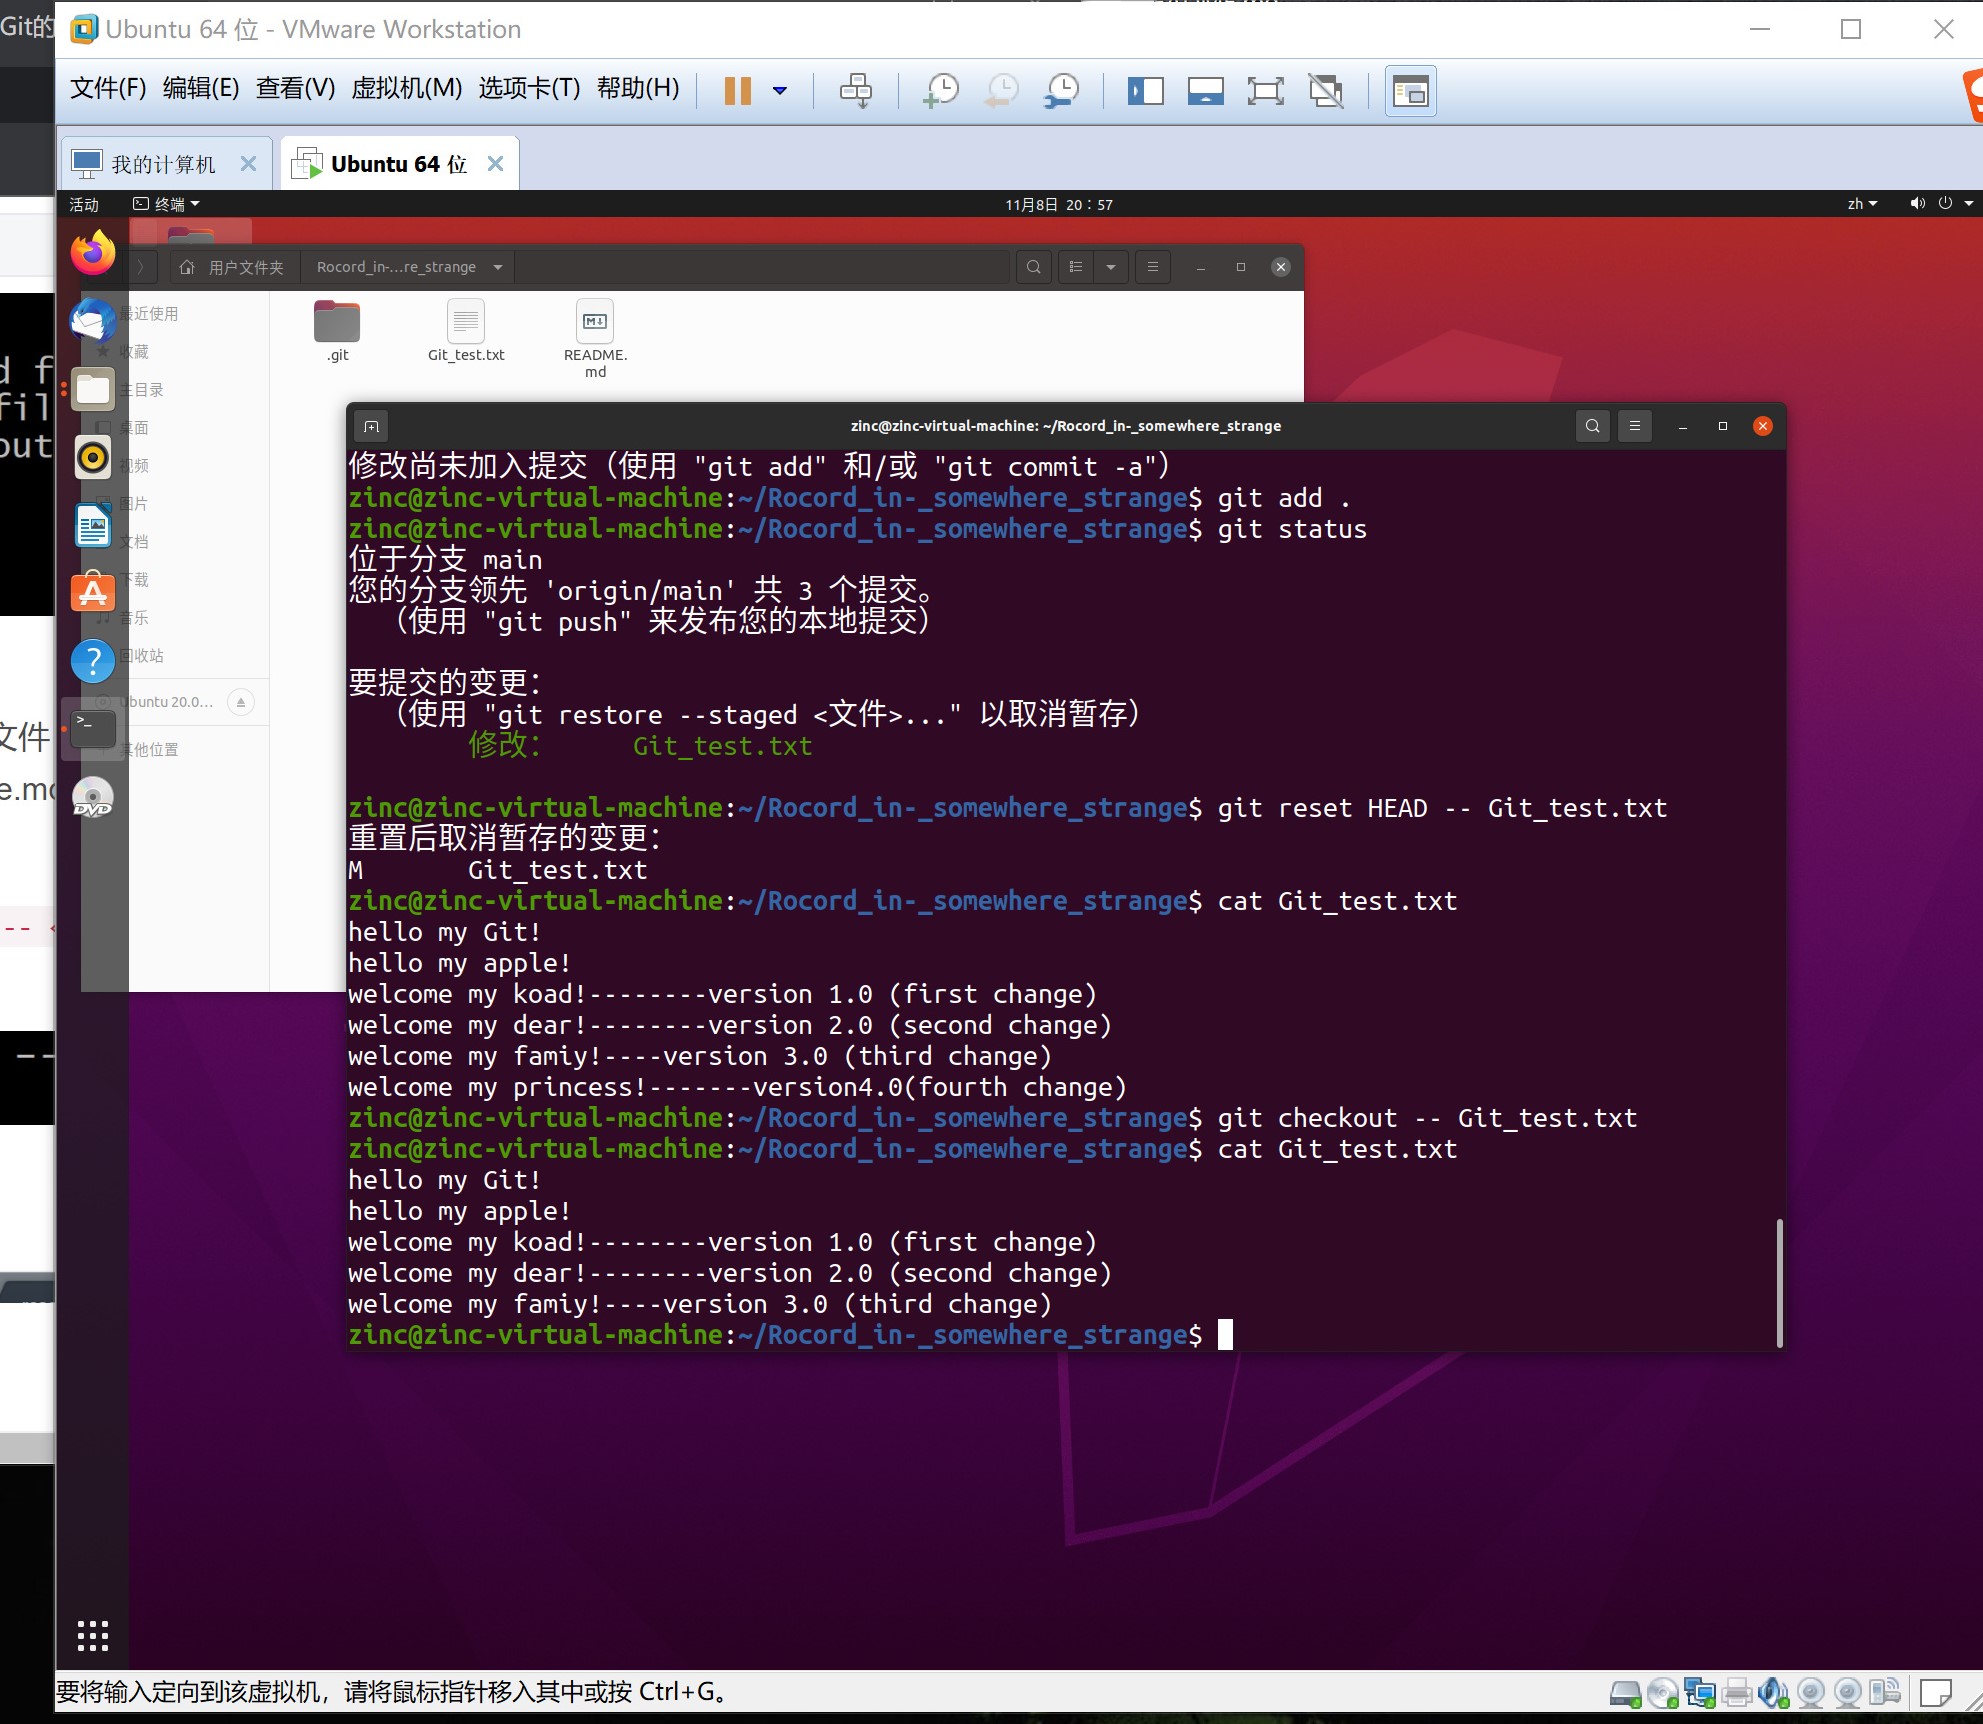 Git的
Ubuntu 64 位 - VMware Workstation
文件(F) 编辑(E) 查看(V) 虚拟机(M) 选项卡(T) 帮助(H)
我的计算机
Ubuntu 64 位
活动
终端
11月8日 20：57
zh
用户文件夹
Rocord_in-...re_strange
最近使用
收藏
主目录
桌面
视频
图片
文档
下载
音乐
回收站
Ubuntu 20.0...
其他位置
.git
Git_test.txt
README.
md
d f
fil
out
文件
e.mo
--
--
DVD
zinc@zinc-virtual-machine: ~/Rocord_in-_somewhere_strange
修改尚未加入提交（使用 "git add" 和/或 "git commit -a"）
zinc@zinc-virtual-machine:~/Rocord_in-_somewhere_strange$ git add .
zinc@zinc-virtual-machine:~/Rocord_in-_somewhere_strange$ git status
位于分支 main
您的分支领先 'origin/main' 共 3 个提交。
（使用 "git push" 来发布您的本地提交）
要提交的变更：
（使用 "git restore --staged <文件>..." 以取消暂存）
修改： Git_test.txt
zinc@zinc-virtual-machine:~/Rocord_in-_somewhere_strange$ git reset HEAD -- Git_test.txt
重置后取消暂存的变更：
M Git_test.txt
zinc@zinc-virtual-machine:~/Rocord_in-_somewhere_strange$ cat Git_test.txt
hello my Git!
hello my apple!
welcome my koad!--------version 1.0 (first change)
welcome my dear!--------version 2.0 (second change)
welcome my famiy!----version 3.0 (third change)
welcome my princess!-------version4.0(fourth change)
zinc@zinc-virtual-machine:~/Rocord_in-_somewhere_strange$ git checkout -- Git_test.txt
zinc@zinc-virtual-machine:~/Rocord_in-_somewhere_strange$ cat Git_test.txt
hello my Git!
hello my apple!
welcome my koad!--------version 1.0 (first change)
welcome my dear!--------version 2.0 (second change)
welcome my famiy!----version 3.0 (third change)
zinc@zinc-virtual-machine:~/Rocord_in-_somewhere_strange$
要将输入定向到该虚拟机，请将鼠标指针移入其中或按 Ctrl+G。